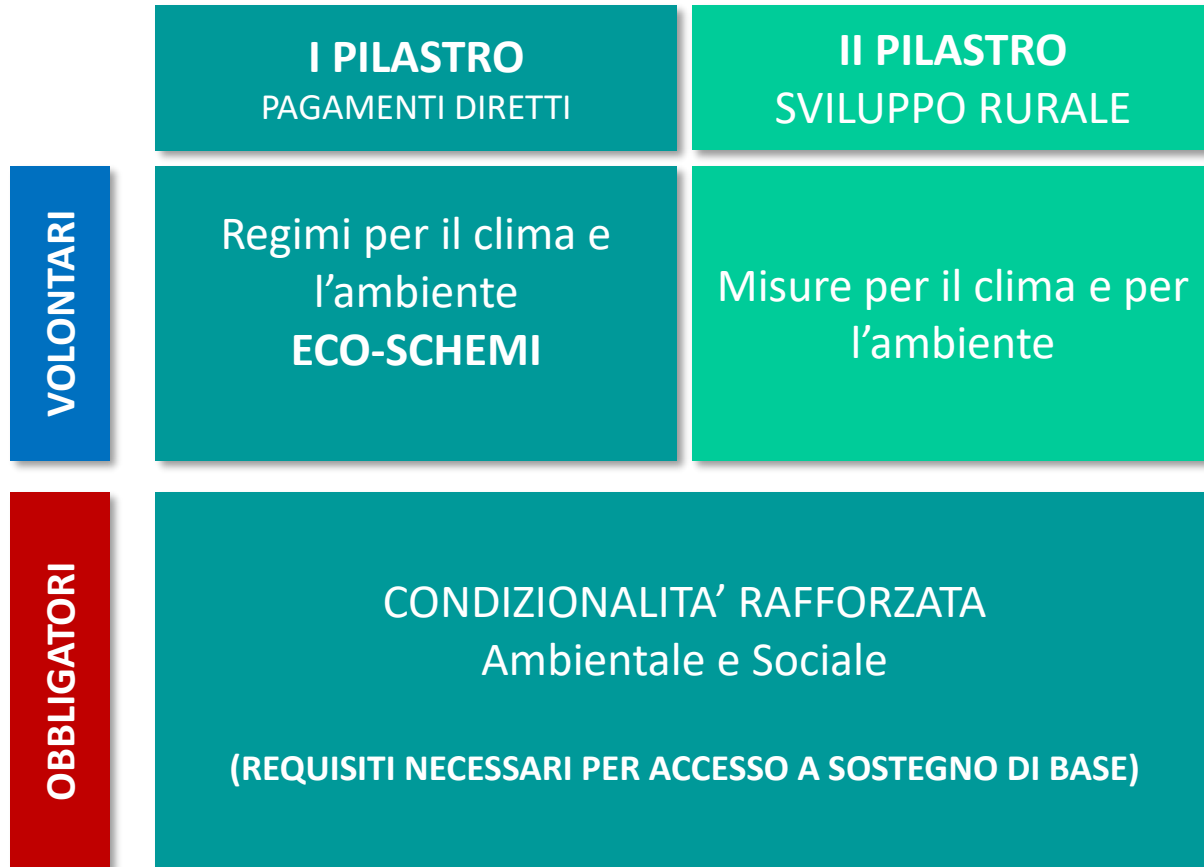 I PILASTRO
PAGAMENTI DIRETTI
II PILASTRO
SVILUPPO RURALE
VOLONTARI
Regimi per il clima e
l’ambiente
ECO-SCHEMI
Misure per il clima e per
l’ambiente
OBBLIGATORI
CONDIZIONALITA’ RAFFORZATA
Ambientale e Sociale
(REQUISITI NECESSARI PER ACCESSO A SOSTEGNO DI BASE)